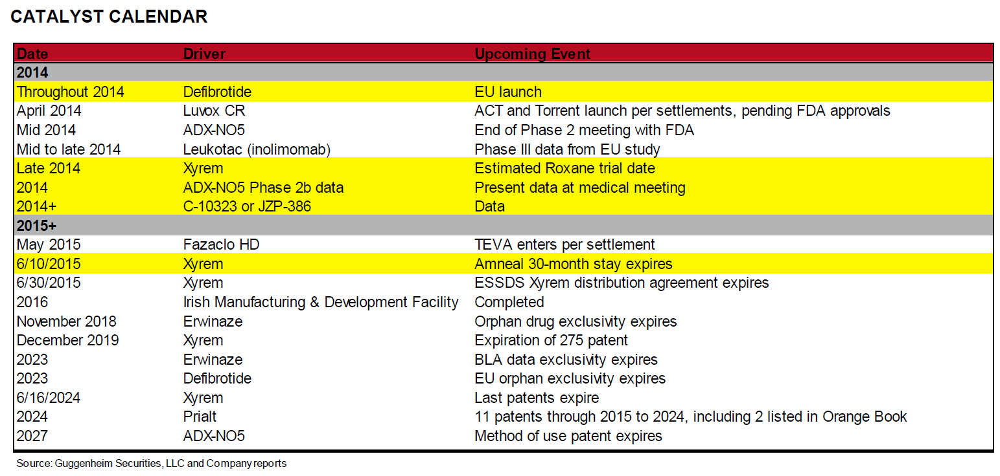 CATALYST CALENDAR
Date Driver Upcoming Event
2014
Throughout 2014 Defibrotide EU launch
April 2014 Luvox CR ACT and Torrent launch per settlements, pending FDA approvals
Mid 2014 ADX-NO5 End of Phase 2 meeting with FDA
Mid to late 2014 Leukotac (inolimomab) Phase III data from EU study
Late 2014 Xyrem Estimated Roxane trial date
2014 ADX-NO5 Phase 2b data Present data at medical meeting
2014+ C-10323 or JZP-386 Data
2015+
May 2015 Fazaclo HD TEVA enters per settlement
6/10/2015 Xyrem Amneal 30-month stay expires
6/30/2015 Xyrem ESSDS Xyrem distribution agreement expires
2016 Irish Manufacturing & Development Facility Completed
November 2018 Erwinaze Orphan drug exclusivity expires
December 2019 Xyrem Expiration of 275 patent
2023 Erwinaze BLA data exclusivity expires
2023 Defibrotide EU orphan exclusivity expires
6/16/2024 Xyrem Last patents expire
2024 Prialt 11 patents through 2015 to 2024, including 2 listed in Orange Book
2027 ADX-NO5 Method of use patent expires
Source: Guggenheim Securities, LLC and Company reports